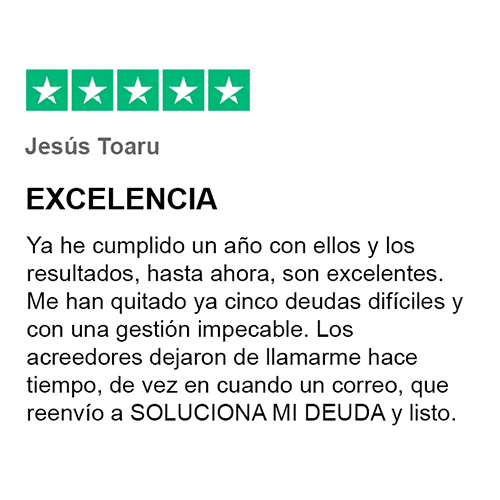 Jesús Toaru
EXCELENCIA
Ya he cumplido un año con ellos y los
resultados, hasta ahora, son excelentes.
Me han quitado ya cinco deudas difíciles y
con una gestión impecable. Los
acreedores dejaron de llamarme hace
tiempo, de vez en cuando un correo, que
reenvío a SOLUCIONA MI DEUDA y listo.